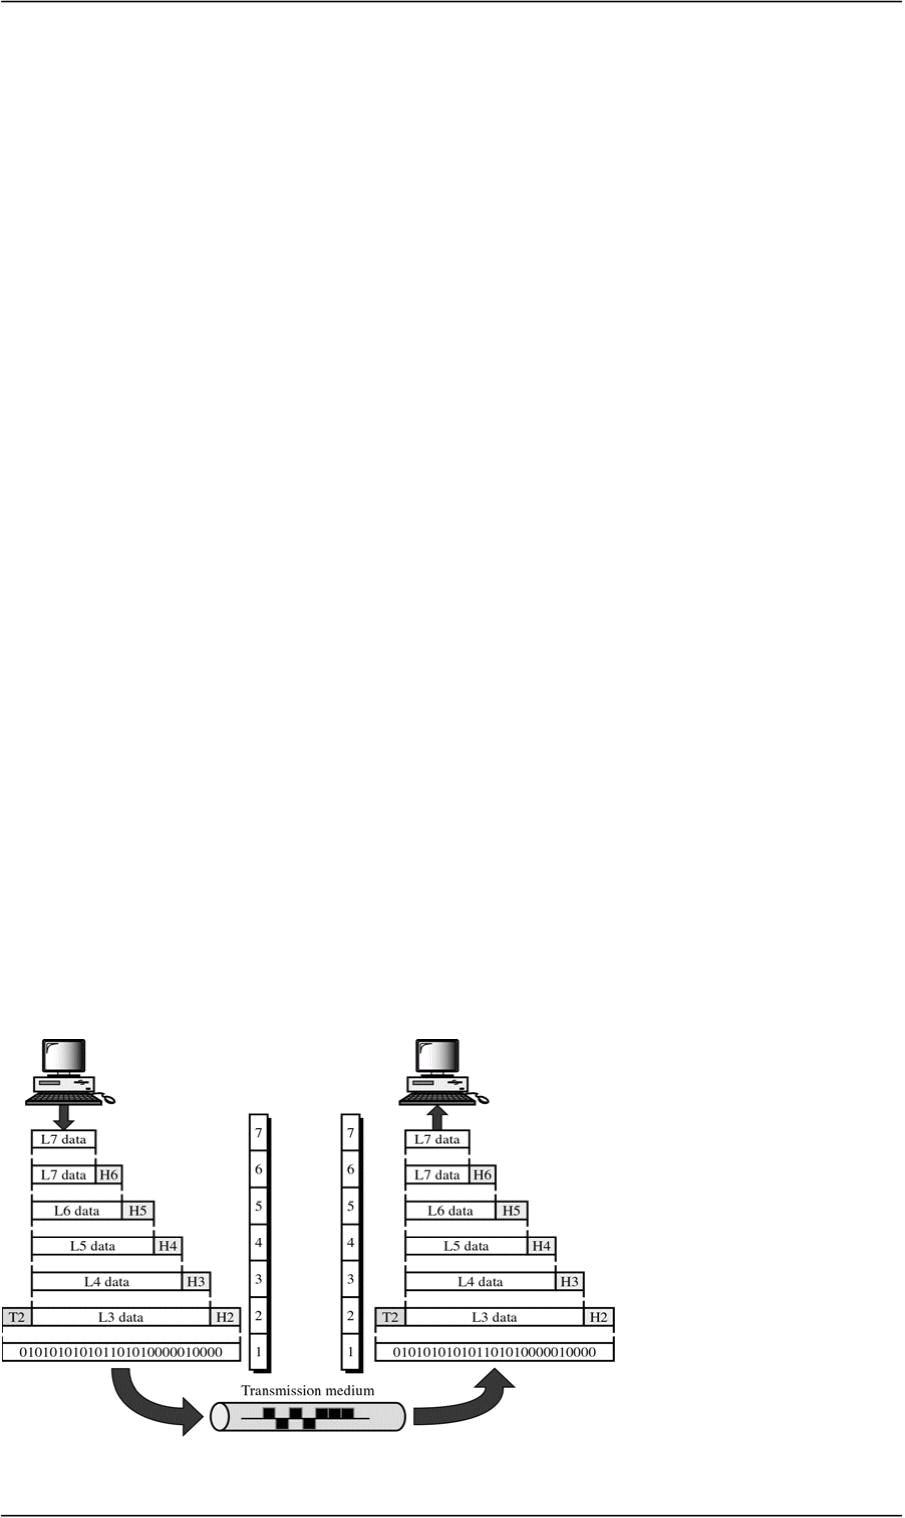 L7 data
7
7
L7 data
L7 data H6
6
6
L7 data H6
L6 data H5
5
5
L6 data H5
L5 data H4
4
4
L5 data H4
L4 data H3
3
3
L4 data H3
T2 L3 data H2
2
2
T2 L3 data H2
010101010101101010000010000
1
1
010101010101101010000010000
Transmission medium